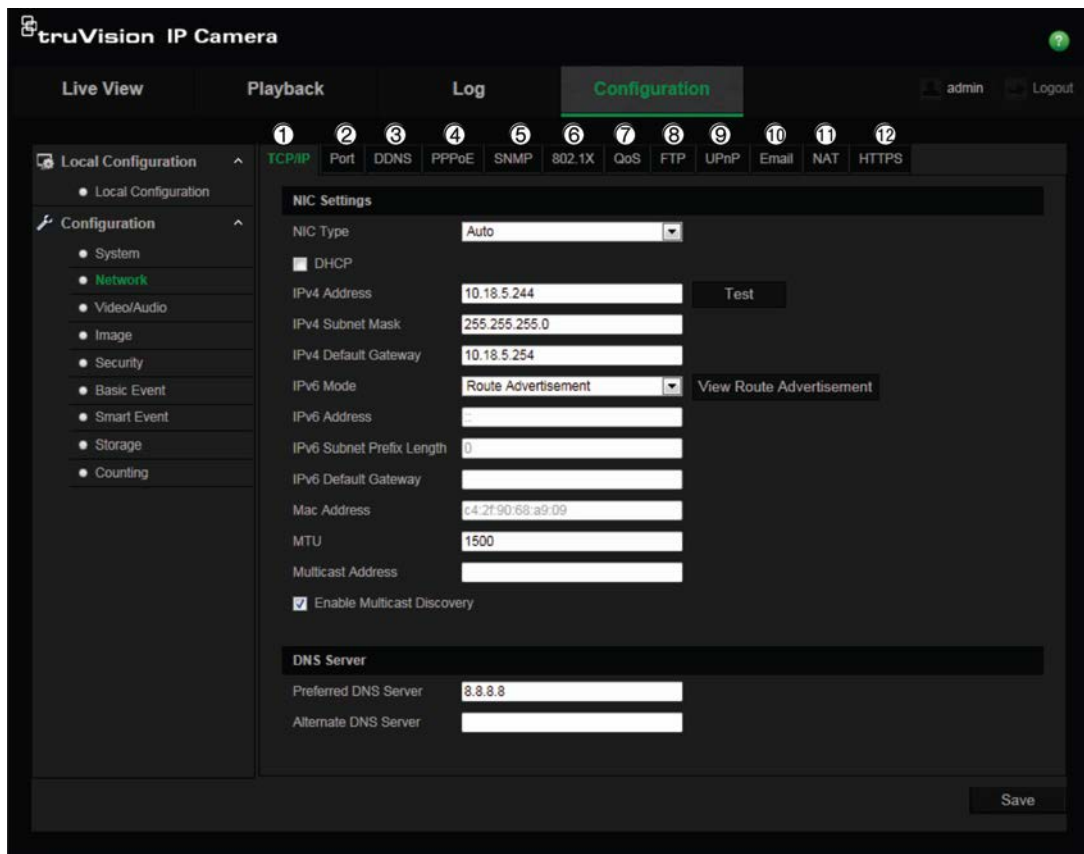 truVision IP Camera
?
Live View Playback Log Configuration admin Logout
① ② ③ ④ ⑤ ⑥ ⑦ ⑧ ⑨ ⑩ ⑪ ⑫
TCP/IP Port DDNS PPPoE SNMP 802.1X QoS FTP UPnP Email NAT HTTPS
Local Configuration
Local Configuration
Configuration
System
Network
Video/Audio
Image
Security
Basic Event
Smart Event
Storage
Counting
NIC Settings
NIC Type Auto
DHCP
IPv4 Address 10.18.5.244 Test
IPv4 Subnet Mask 255.255.255.0
IPv4 Default Gateway 10.18.5.254
IPv6 Mode Route Advertisement View Route Advertisement
IPv6 Address ::
IPv6 Subnet Prefix Length 0
IPv6 Default Gateway
Mac Address c4:2f:90:68:a9:09
MTU 1500
Multicast Address
Enable Multicast Discovery
DNS Server
Preferred DNS Server 8.8.8.8
Alternate DNS Server
Save